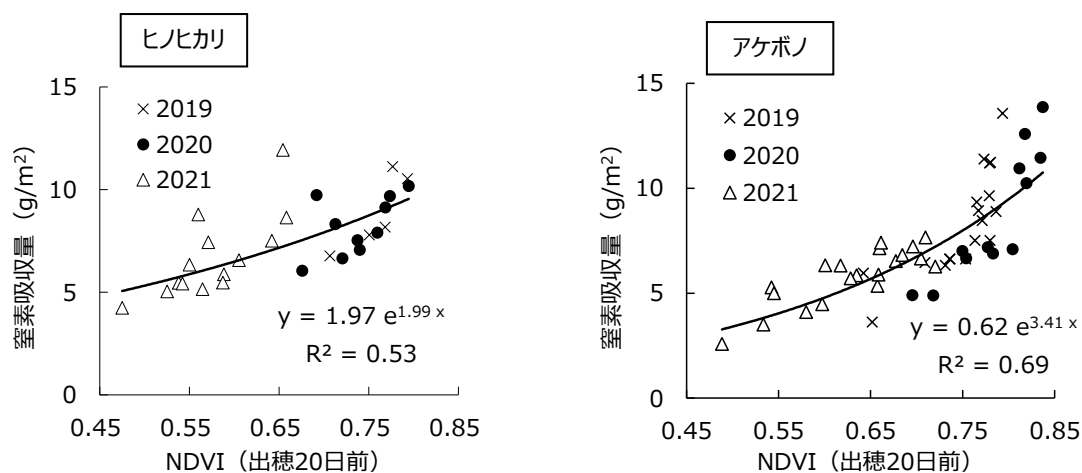 ヒノヒカリ
15
10
5
0
窒素吸収量（g/m²）
× 2019
● 2020
△ 2021
y = 1.97 e^1.99 x
R² = 0.53
0.45 0.55 0.65 0.75 0.85
NDVI（出穂20日前）
アケボノ
15
10
5
0
窒素吸収量（g/m²）
× 2019
● 2020
△ 2021
y = 0.62 e^3.41 x
R² = 0.69
0.45 0.55 0.65 0.75 0.85
NDVI（出穂20日前）